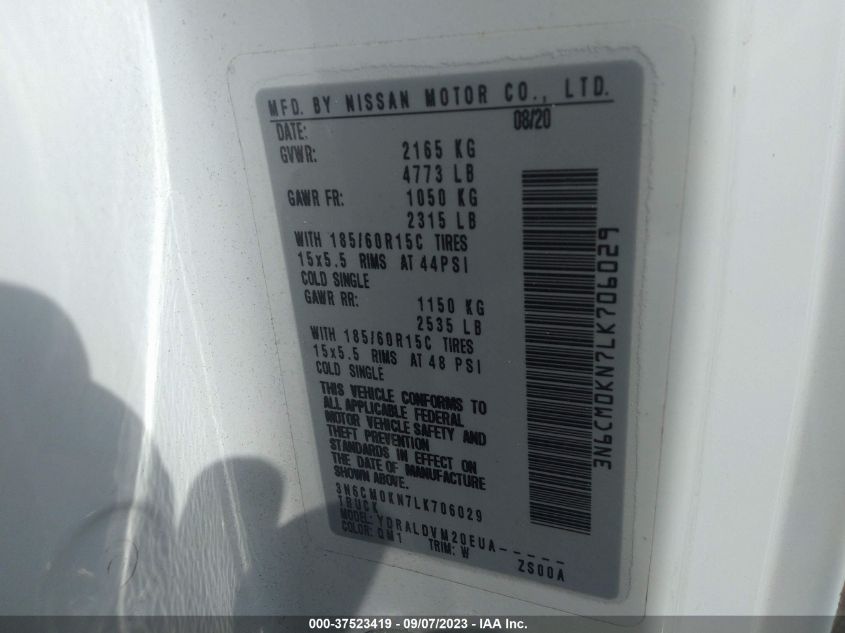 MFD. BY NISSAN MOTOR CO., LTD.
DATE: 08/20
GVWR: 2165 KG
4773 LB
GAWR FR: 1050 KG
2315 LB
WITH 185/60R15C TIRES
15x5.5 RIMS AT 44PSI
COLD SINGLE
GAWR RR: 1150 KG
2535 LB
WITH 185/60R15C TIRES
15x5.5 RIMS AT 48 PSI
COLD SINGLE
THIS VEHICLE CONFORMS TO
ALL APPLICABLE FEDERAL
MOTOR VEHICLE SAFETY AND
THEFT PREVENTION
STANDARDS IN EFFECT ON
THE DATE OF MANUFACTURE
SHOWN ABOVE.
3N6CM0KN7LK706029
TRUCK
MODEL: YDRALDVM20EUA-----
COLOR: QM1 TRIM: W ZS00A
3N6CM0KN7LK706029
000-37523419 - 09/07/2023 - IAA Inc.